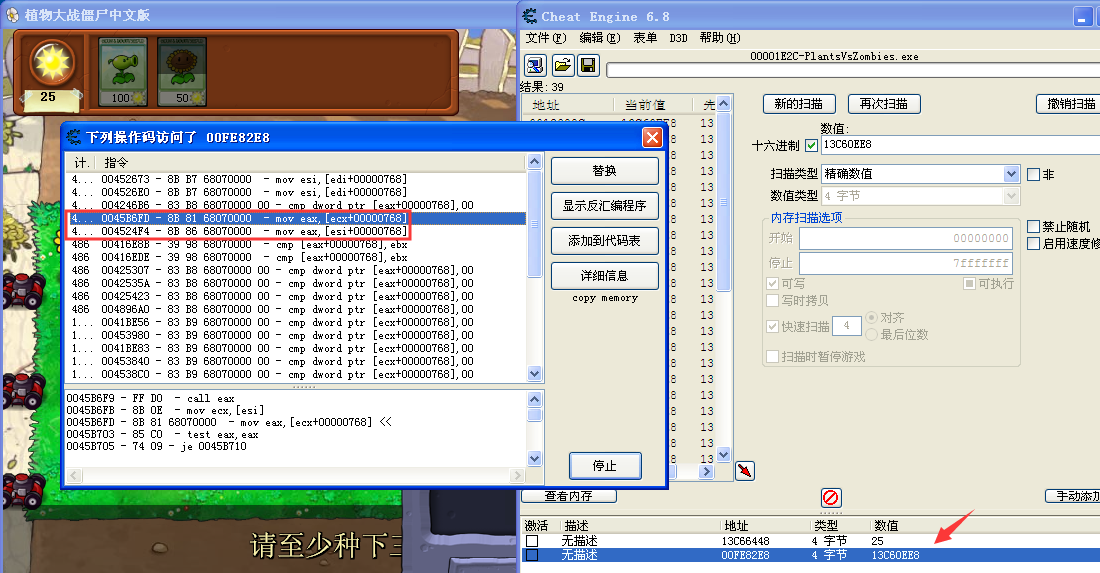 植物大战僵尸中文版
25
100
50
请至少种下三
Cheat Engine 6.8
文件(F) 编辑(E) 表单 D3D 帮助(H)
00001E2C-PlantsVsZombies.exe
结果: 39
地址 当前值 先
新的扫描 再次扫描 撤销扫描
数值:
十六进制 13C60EE8
扫描类型 精确数值 非
数值类型 4 字节
内存扫描选项
开始 00000000
停止 7fffffff
禁止随机
启用速度修
可写 可执行
写时拷贝
快速扫描 4 对齐
最后位数
扫描时暂停游戏
下列操作码访问了 00FE82E8
计. 指令
4... 00452673 - 8B B7 68070000 - mov esi,[edi+00000768]
4... 004526E0 - 8B B7 68070000 - mov esi,[edi+00000768]
4... 004246B6 - 83 B8 68070000 00 - cmp dword ptr [eax+00000768],00
4... 0045B6FD - 8B 81 68070000 - mov eax,[ecx+00000768]
4... 004524F4 - 8B 86 68070000 - mov eax,[esi+00000768]
486 00416E8B - 39 98 68070000 - cmp [eax+00000768],ebx
486 00416EDE - 39 98 68070000 - cmp [eax+00000768],ebx
486 00425307 - 83 B8 68070000 00 - cmp dword ptr [eax+00000768],00
486 0042535A - 83 B8 68070000 00 - cmp dword ptr [eax+00000768],00
486 00425423 - 83 B8 68070000 00 - cmp dword ptr [eax+00000768],00
486 004896A0 - 83 B8 68070000 00 - cmp dword ptr [eax+00000768],00
1... 0041BE56 - 83 B9 68070000 00 - cmp dword ptr [ecx+00000768],00
1... 00453980 - 83 B9 68070000 00 - cmp dword ptr [ecx+00000768],00
1... 0041BE83 - 83 B9 68070000 00 - cmp dword ptr [ecx+00000768],00
1... 00453840 - 83 B9 68070000 00 - cmp dword ptr [ecx+00000768],00
1... 004538C0 - 83 B9 68070000 00 - cmp dword ptr [ecx+00000768],00
替换
显示反汇编程序
添加到代码表
详细信息
copy memory
0045B6F9 - FF D0 - call eax
0045B6FB - 8B 0E - mov ecx,[esi]
0045B6FD - 8B 81 68070000 - mov eax,[ecx+00000768] <<
0045B703 - 85 C0 - test eax,eax
0045B705 - 74 09 - je 0045B710
停止
查看内存 手动添加
激活 描述 地址 类型 数值
无描述 13C66448 4 字节 25
无描述 00FE82E8 4 字节 13C60EE8